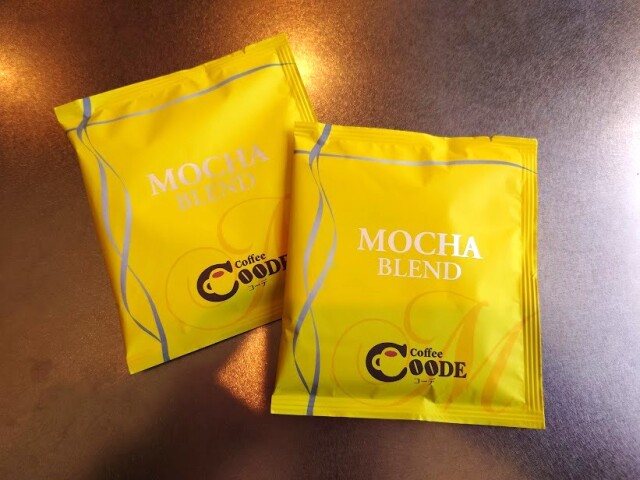 MOCHA
BLEND
Coffee
COODE
コーデ
MOCHA
BLEND
Coffee
COODE
コーデ